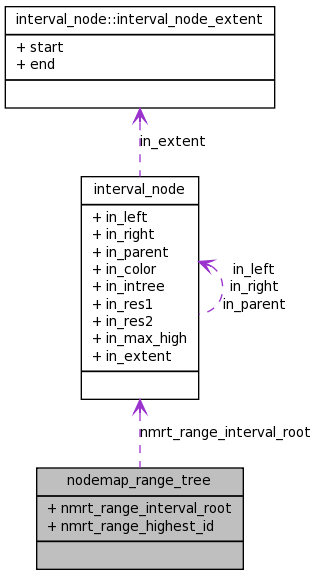 interval_node::interval_node_extent
+ start
+ end
in_extent
interval_node
+ in_left
+ in_right
+ in_parent
+ in_color
+ in_intree
+ in_res1
+ in_res2
+ in_max_high
+ in_extent
in_left
in_right
in_parent
nmrt_range_interval_root
nodemap_range_tree
+ nmrt_range_interval_root
+ nmrt_range_highest_id